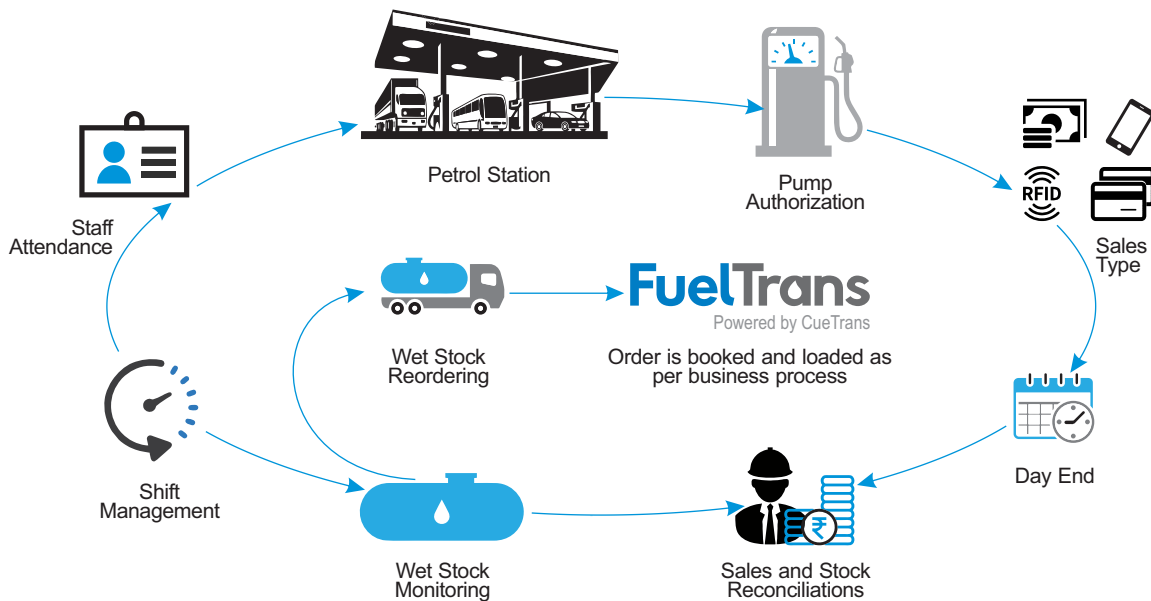 Petrol Station
Pump
Authorization
RFID
Sales
Type
Staff
Attendance
FuelTrans
Powered by CueTrans
Wet Stock
Reordering
Order is booked and loaded as
per business process
Shift
Management
Day End
₹
Wet Stock
Monitoring
Sales and Stock
Reconciliations